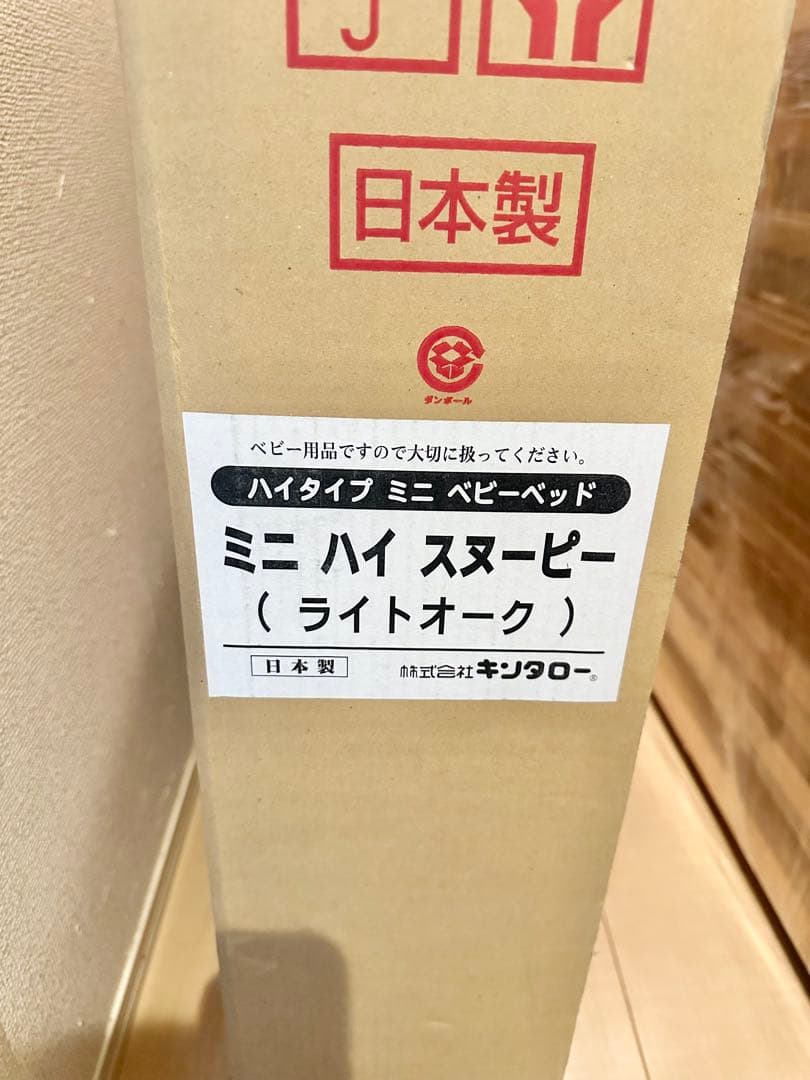 日本製
ダンボール
ベビー用品ですので大切に扱ってください。
ハイタイプ ミニ ベビーベッド
ミニ ハイ スヌーピー
( ライトオーク )
日本製 株式会社キンタロー®